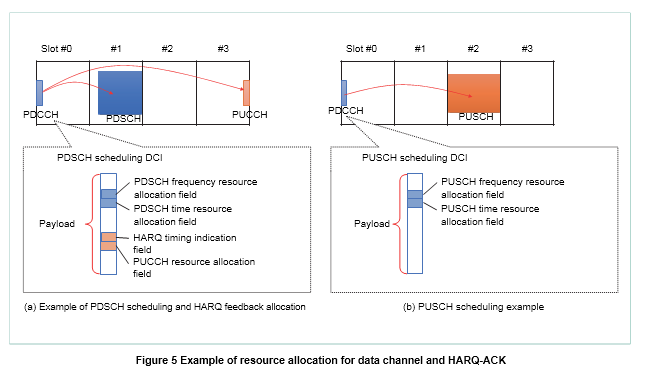 Slot #0 #1 #2 #3
PDCCH PDSCH PUCCH
PDSCH scheduling DCI
Payload
PDSCH frequency resource
allocation field
PDSCH time resource
allocation field
HARQ timing indication
field
PUCCH resource allocation
field
(a) Example of PDSCH scheduling and HARQ feedback allocation
Slot #0 #1 #2 #3
PDCCH PUSCH
PUSCH scheduling DCI
Payload
PUSCH frequency resource
allocation field
PUSCH time resource
allocation field
(b) PUSCH scheduling example
Figure 5 Example of resource allocation for data channel and HARQ-ACK